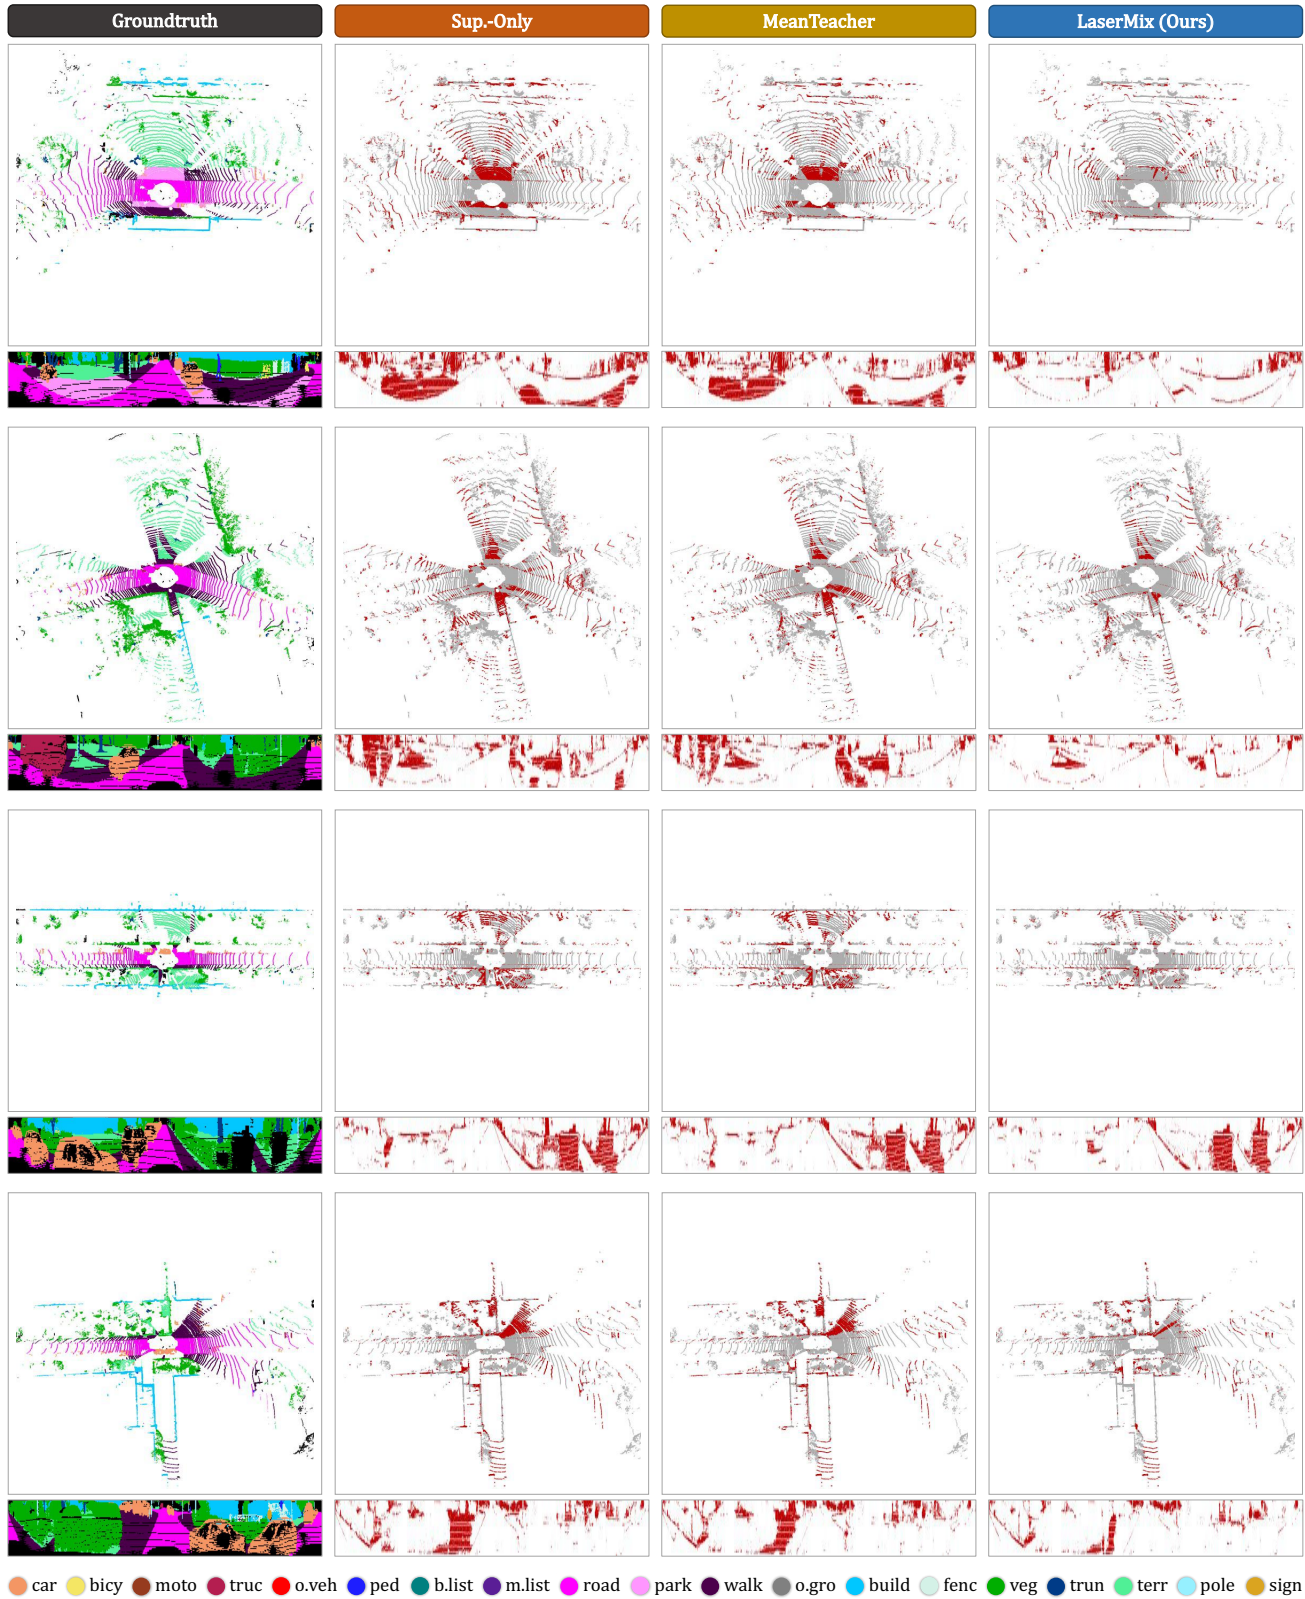 Groundtruth Sup.-Only MeanTeacher LaserMix (Ours)
car bicy moto truc o.veh ped b.list m.list road park walk o.gro build fenc veg trun terr pole sign